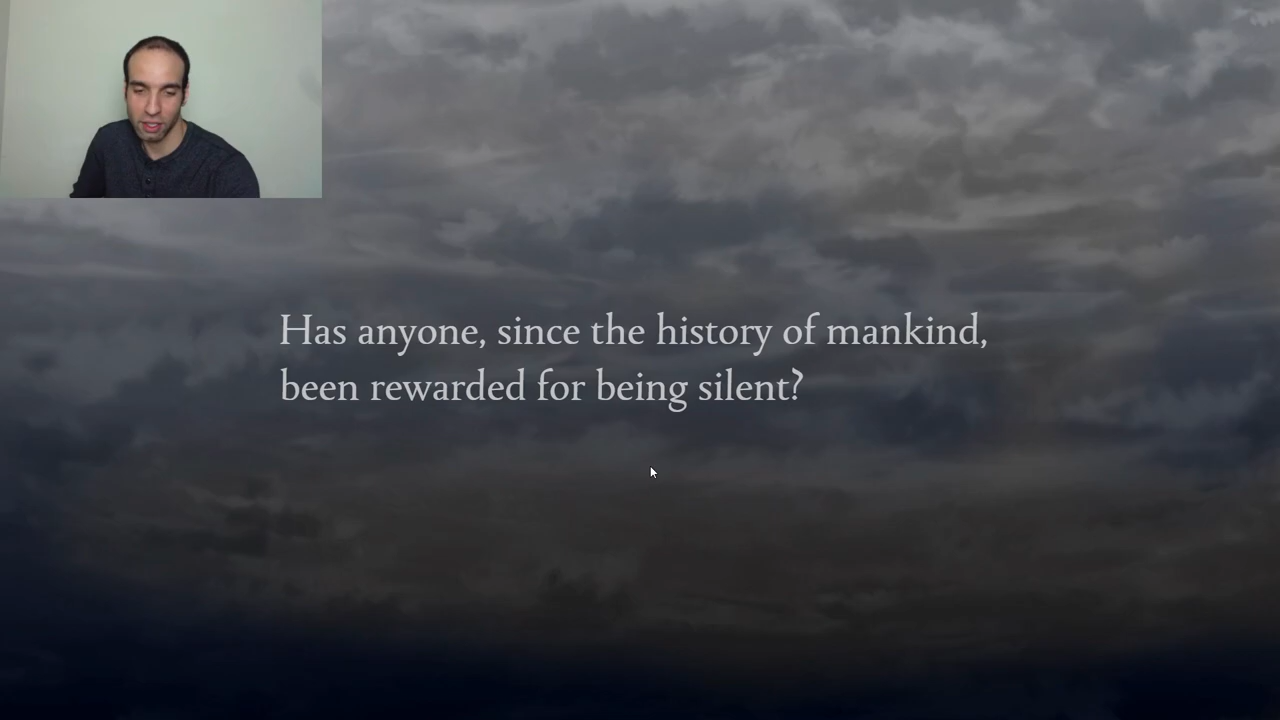 Has anyone, since the history of mankind,
been rewarded for being silent?